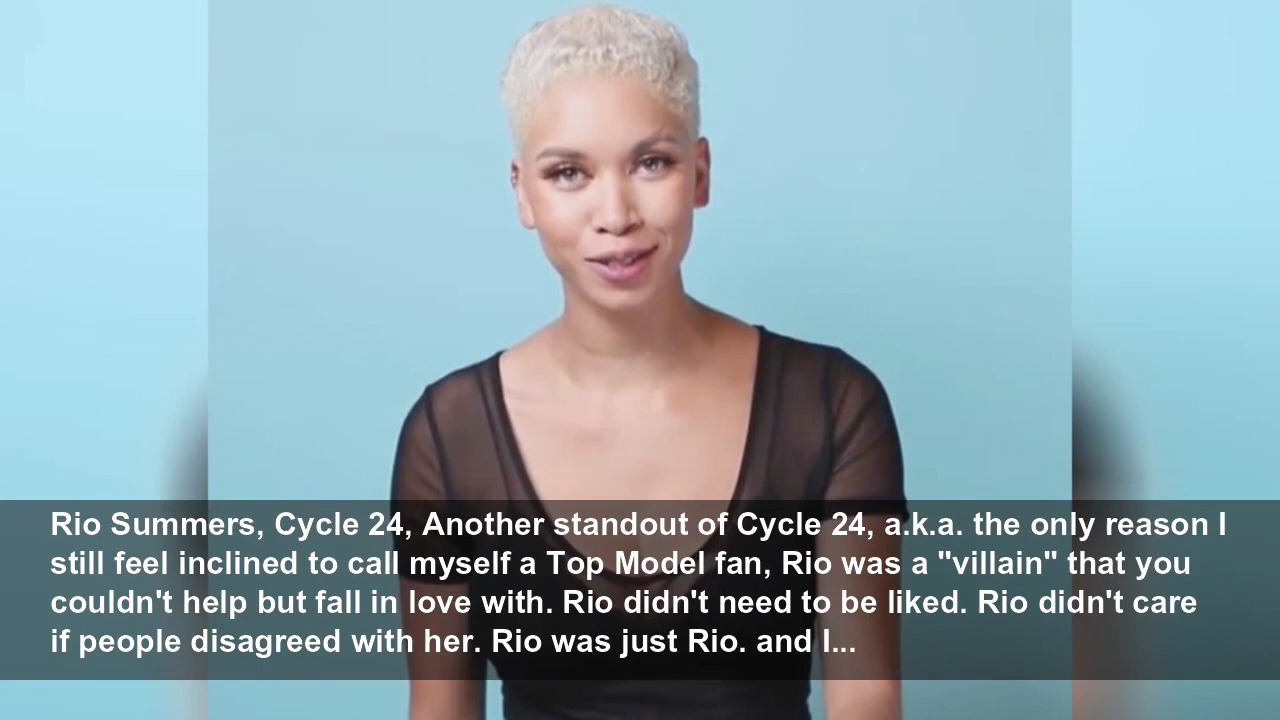 Rio Summers, Cycle 24, Another standout of Cycle 24, a.k.a. the only reason I
still feel inclined to call myself a Top Model fan, Rio was a "villain" that you
couldn't help but fall in love with. Rio didn't need to be liked. Rio didn't care
if people disagreed with her. Rio was just Rio. and I...